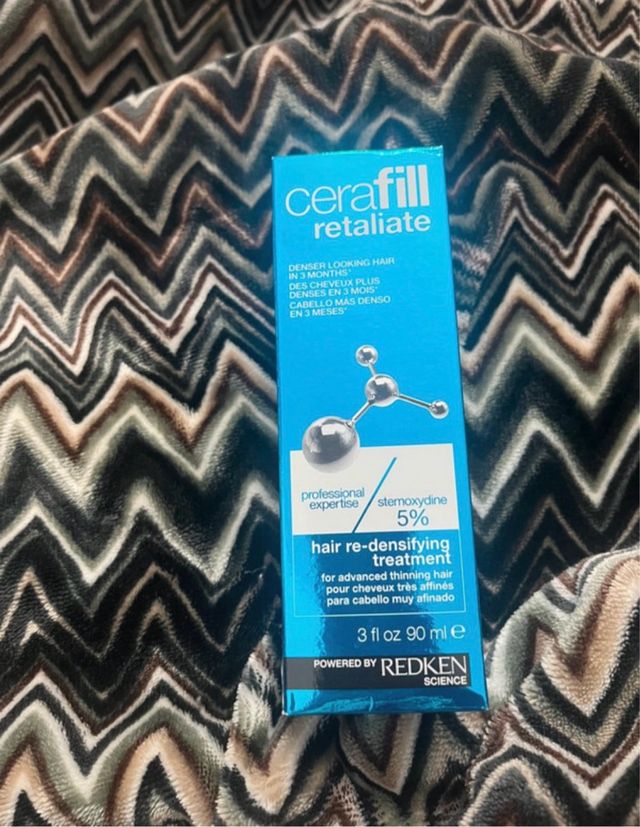 cerafill
retaliate
DENSER LOOKING HAIR
IN 3 MONTHS*
DES CHEVEUX PLUS
DENSES EN 3 MOIS*
CABELLO MÁS DENSO
EN 3 MESES*
professional
expertise
stemoxydine
5%
hair re-densifying
treatment
for advanced thinning hair
pour cheveux très affinés
para cabello muy afinado
3 fl oz 90 ml e
POWERED BY REDKEN
SCIENCE